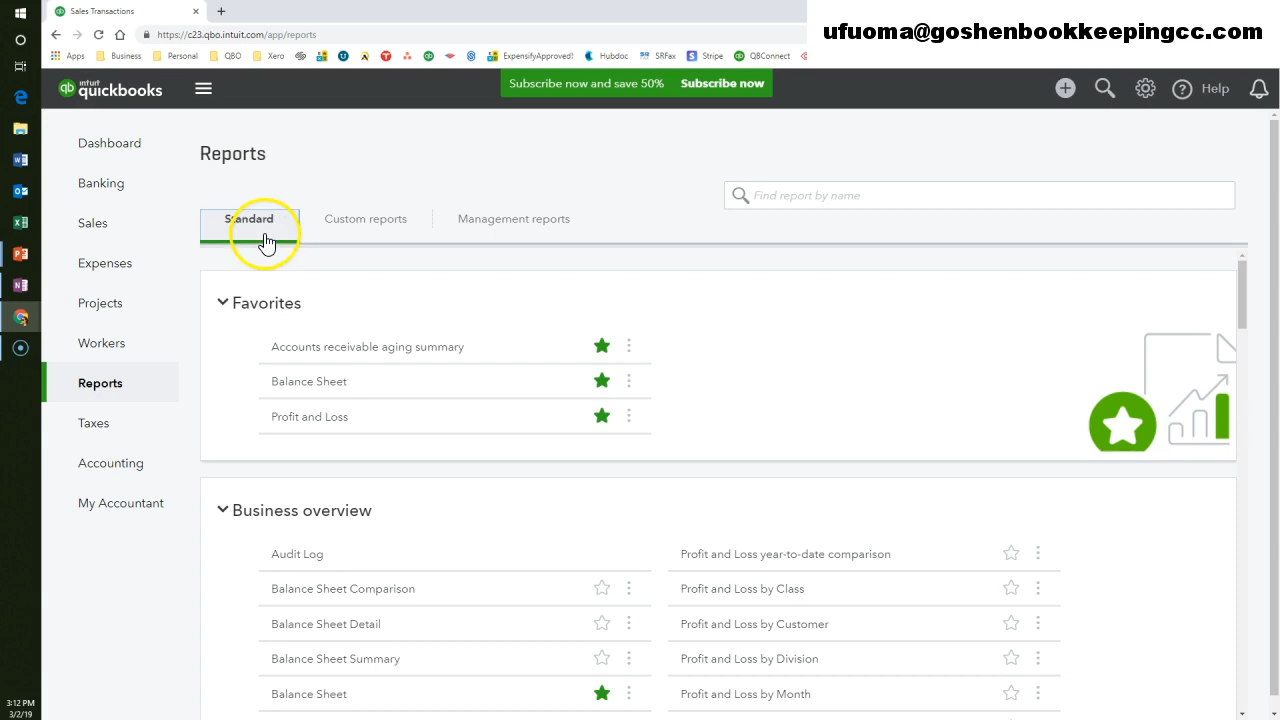 Sales Transactions
ufuoma@goshenbookkeepingcc.com
https://c23.qbo.intuit.com/app/reports
Apps Business Personal QBO Xero ExpensifyApproved! Hubdoc SRFax Stripe QBConnect
intuit
quickbooks
Subscribe now and save 50% Subscribe now
Help
Dashboard
Banking
Sales
Expenses
Projects
Workers
Reports
Taxes
Accounting
My Accountant
Reports
Find report by name
Standard Custom reports Management reports
Favorites
Accounts receivable aging summary
Balance Sheet
Profit and Loss
Business overview
Audit Log
Balance Sheet Comparison
Balance Sheet Detail
Balance Sheet Summary
Balance Sheet
Profit and Loss year-to-date comparison
Profit and Loss by Class
Profit and Loss by Customer
Profit and Loss by Division
Profit and Loss by Month
3:12 PM
3/2/19